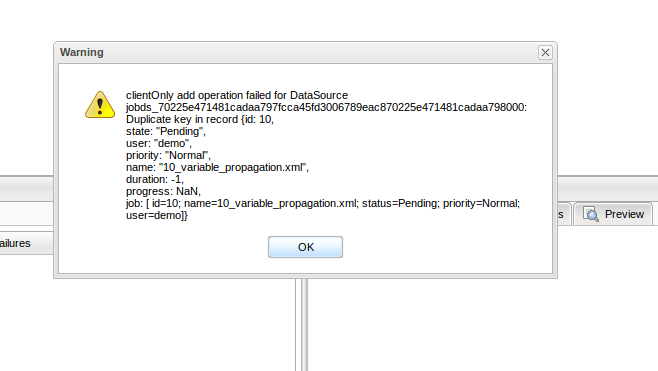 Warning
clientOnly add operation failed for DataSource
jobds_70225e471481cadaa797fcca45fd3006789eac870225e471481cadaa798000:
Duplicate key in record {id: 10,
state: "Pending",
user: "demo",
priority: "Normal",
name: "10_variable_propagation.xml",
duration: -1,
progress: NaN,
job: [ id=10; name=10_variable_propagation.xml; status=Pending; priority=Normal;
user=demo]}
OK
s
Preview
ailures